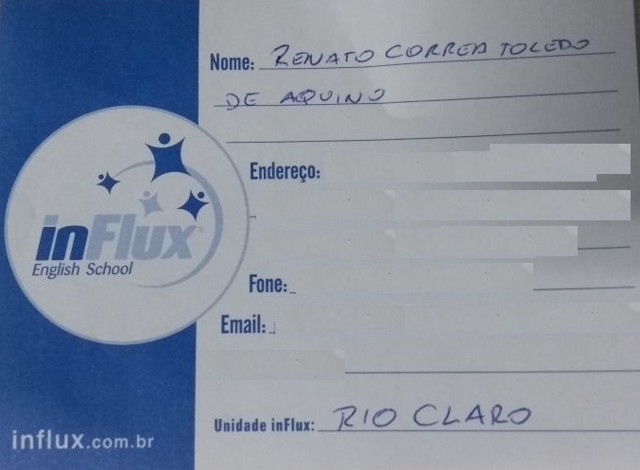 Nome: RENATO CORREA TOLEDO
DE AQUINO
Endereço:
inFlux
English School
Fone:
Email:
Unidade inFlux: RIO CLARO
influx.com.br